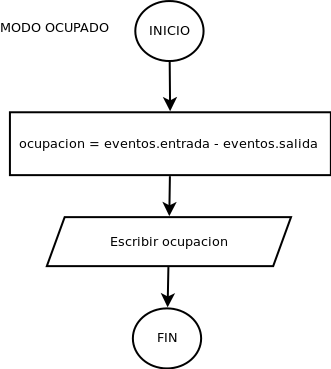 MODO OCUPADO
INICIO
ocupacion = eventos.entrada - eventos.salida
Escribir ocupacion
FIN